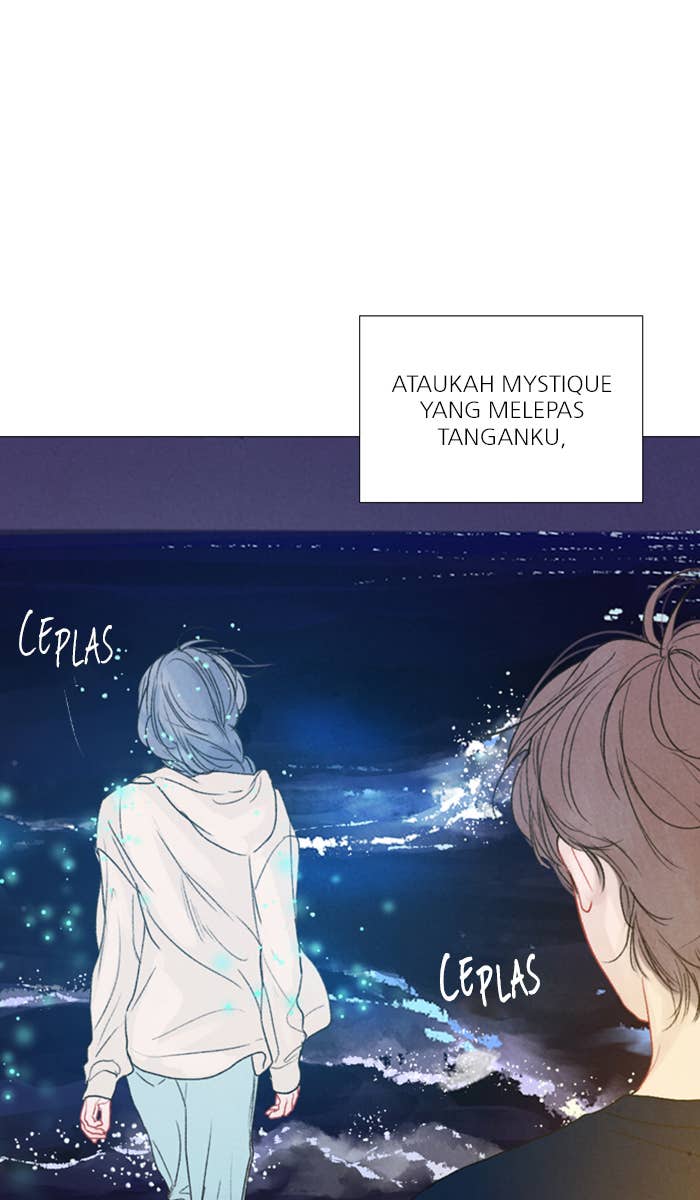 ATAUKAH MYSTIQUE
YANG MELEPAS
TANGANKU,
CEPLAS
CEPLAS